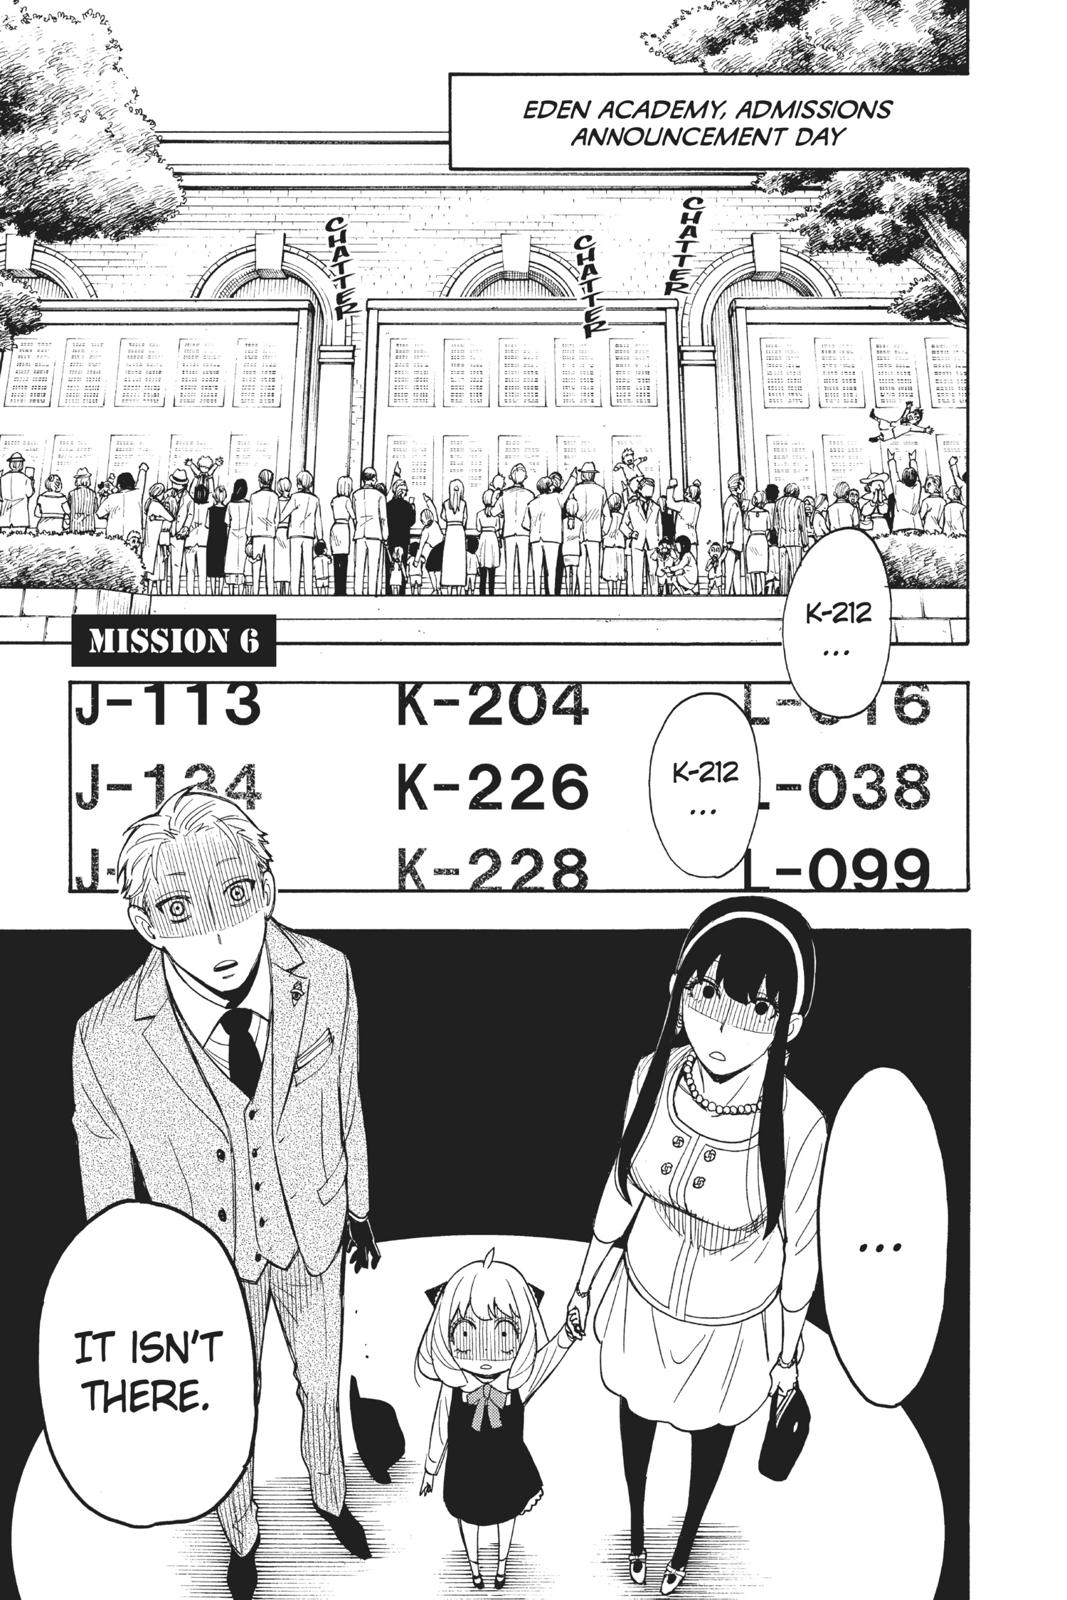 EDEN ACADEMY, ADMISSIONS
ANNOUNCEMENT DAY
CHATTER
CHATTER
CHATTER
K-212
...
MISSION 6
J-113 K-204
J-134 K-226 L-038
K-228 L-099
K-212
...
...
IT ISN'T
THERE.